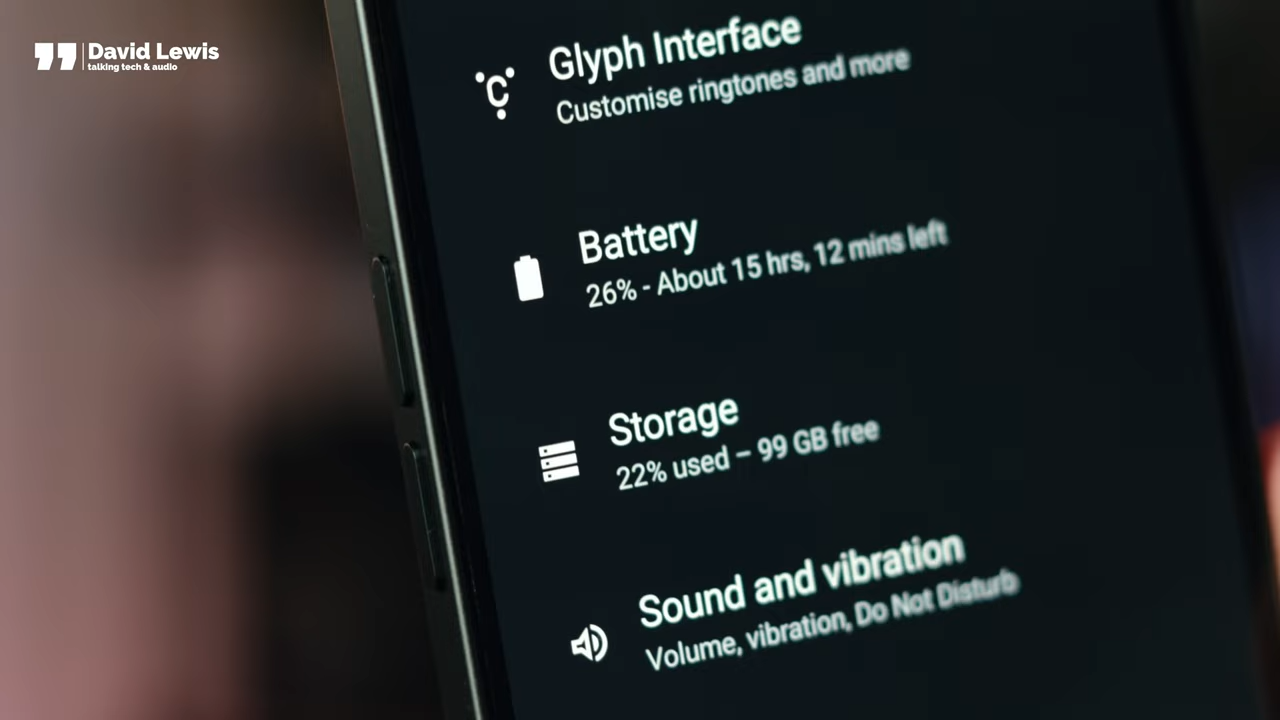 David Lewis
talking tech & audio
Glyph Interface
Customise ringtones and more
Battery
26% - About 15 hrs, 12 mins left
Storage
22% used – 99 GB free
Sound and vibration
Volume, vibration, Do Not Disturb